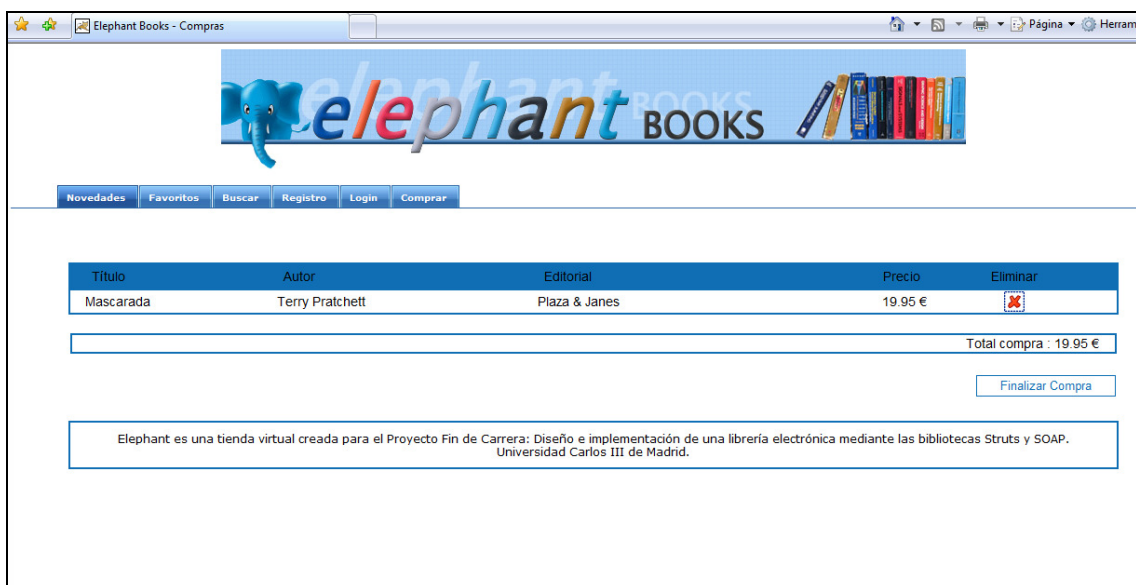 Elephant Books - Compras
Página
Herram
elephant BOOKS
Novedades Favoritos Buscar Registro Login Comprar
Título Autor Editorial Precio Eliminar
Mascarada Terry Pratchett Plaza & Janes 19.95 €
Total compra : 19.95 €
Finalizar Compra
Elephant es una tienda virtual creada para el Proyecto Fin de Carrera: Diseño e implementación de una librería electrónica mediante las bibliotecas Struts y SOAP.
Universidad Carlos III de Madrid.